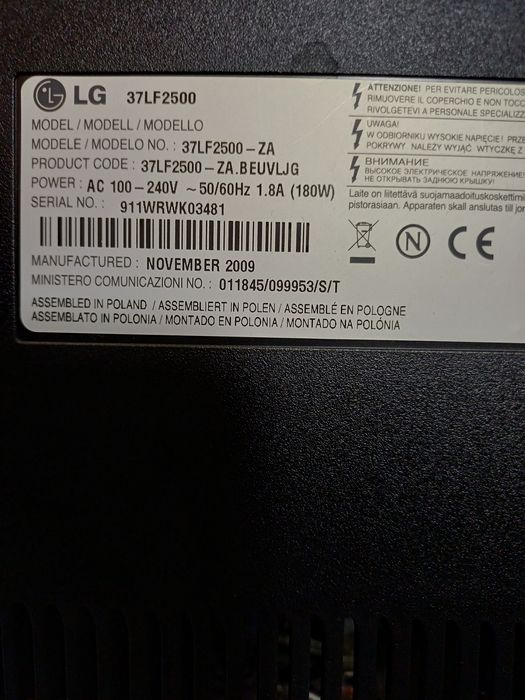 LG 37LF2500
MODEL / MODELL / MODELLO
MODELE / MODELO NO. : 37LF2500-ZA
PRODUCT CODE : 37LF2500-ZA.BEUVLJG
POWER : AC 100-240V ~50/60Hz 1.8A (180W)
SERIAL NO. : 911WRWK03481
MANUFACTURED : NOVEMBER 2009
MINISTERO COMUNICAZIONI NO. : 011845/099953/S/T
ASSEMBLED IN POLAND / ASSEMBLIERT IN POLEN / ASSEMBLÉ EN POLOGNE
ASSEMBLATO IN POLONIA / MONTADO EN POLONIA / MONTADO NA POLÓNIA
ATTENZIONE! PER EVITARE PERICOLOS
RIMUOVERE IL COPERCHIO E NON TOCC
RIVOLGETEVI A PERSONALE SPECIALIZZ
UWAGA!
W ODBIORNIKU WYSOKIE NAPIĘCIE! PRZE
POKRYWY NALEŻY WYJĄĆ WTYCZKĘ Z
ВНИМАНИЕ
ВЫСОКОЕ ЭЛЕКТРИЧЕСКОЕ НАПРЯЖЕНИЕ!
НЕ ОТКРЫВАТЬ ЗАДНЮЮ КРЫШКУ!
Laite on liitettävä suojamaadoituskoskettimi
pistorasiaan. Apparaten skall anslutas till jor
N CE